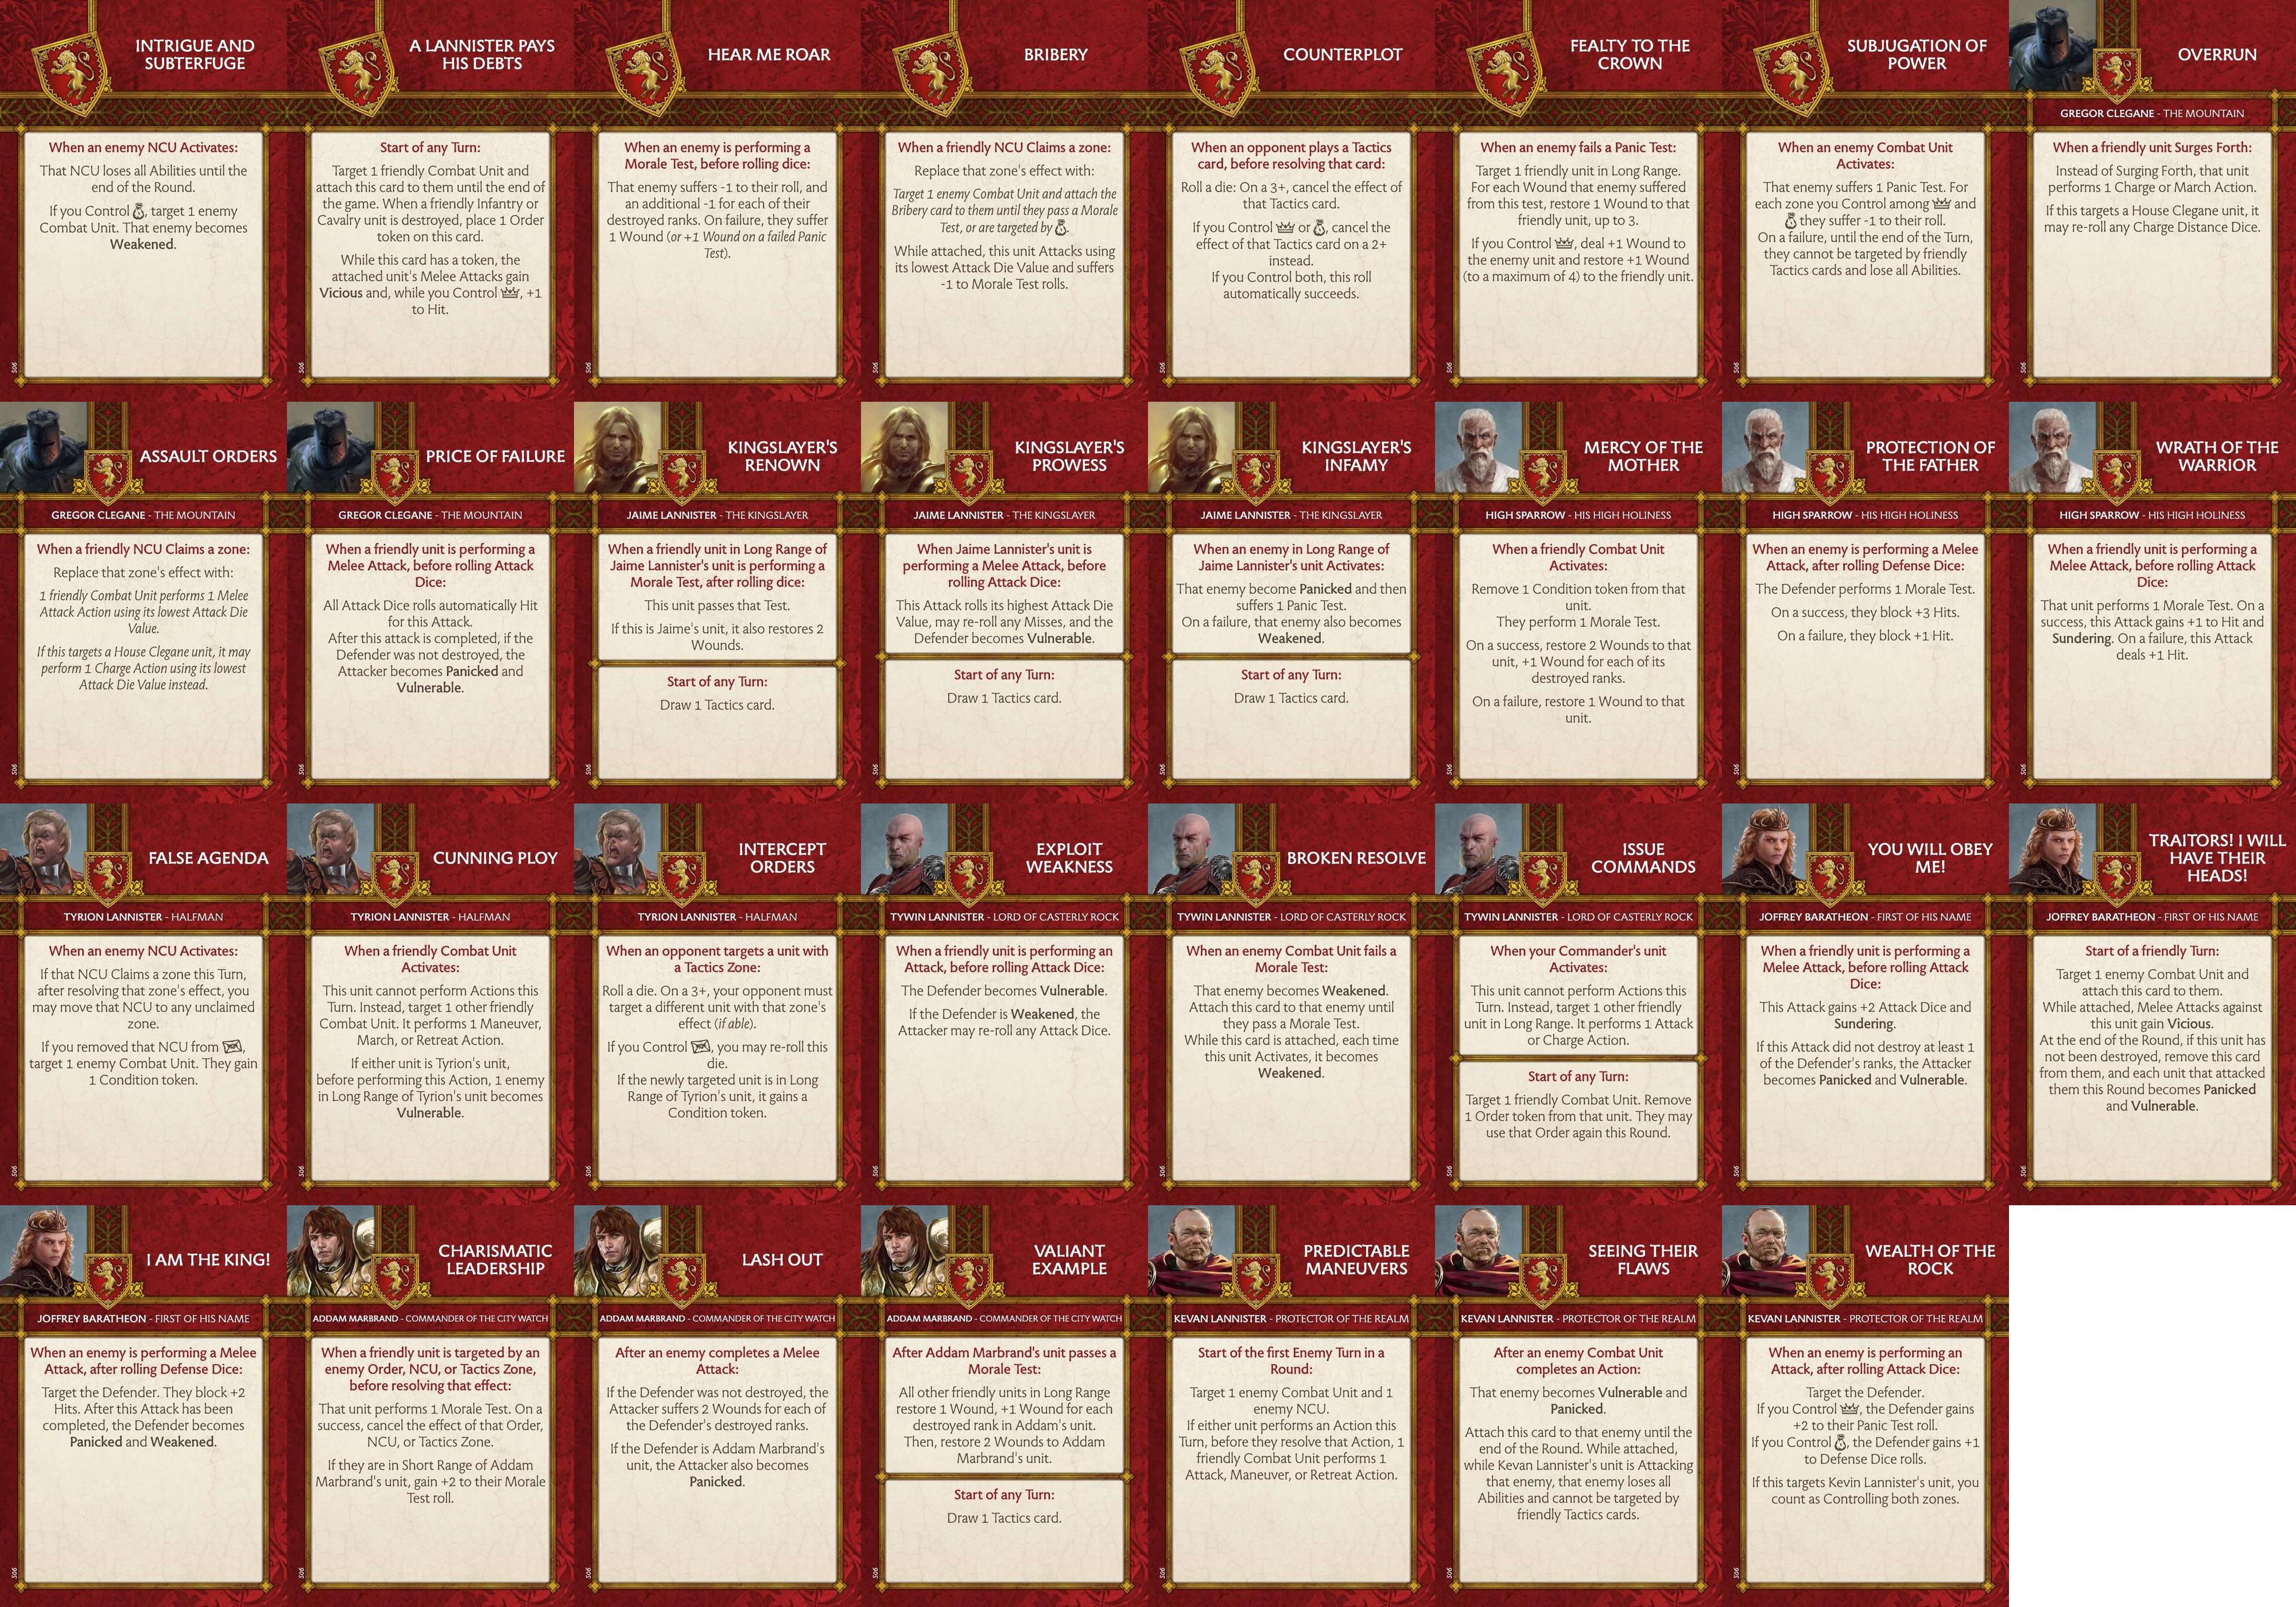 INTRIGUE AND
SUBTERFUGE
When an enemy NCU Activates:
That NCU loses all Abilities until the
end of the Round.
If you Control , target 1 enemy
Combat Unit. That enemy becomes
Weakened.
S06
A LANNISTER PAYS
HIS DEBTS
Start of any Turn:
Target 1 friendly Combat Unit and
attach this card to them until the end of
the game. When a friendly Infantry or
Cavalry unit is destroyed, place 1 Order
token on this card.
While this card has a token, the
attached unit's Melee Attacks gain
Vicious and, while you Control , +1
to Hit.
S06
HEAR ME ROAR
When an enemy is performing a
Morale Test, before rolling dice:
That enemy suffers -1 to their roll, and
an additional -1 for each of their
destroyed ranks. On failure, they suffer
1 Wound (or +1 Wound on a failed Panic
Test).
S06
BRIBERY
When a friendly NCU Claims a zone:
Replace that zone's effect with:
Target 1 enemy Combat Unit and attach the
Bribery card to them until they pass a Morale
Test, or are targeted by .
While attached, this unit Attacks using
its lowest Attack Die Value and suffers
-1 to Morale Test rolls.
S06
COUNTERPLOT
When an opponent plays a Tactics
card, before resolving that card:
Roll a die: On a 3+, cancel the effect of
that Tactics card.
If you Control or , cancel the
effect of that Tactics card on a 2+
instead.
If you Control both, this roll
automatically succeeds.
S06
FEALTY TO THE
CROWN
When an enemy fails a Panic Test:
Target 1 friendly unit in Long Range.
For each Wound that enemy suffered
from this test, restore 1 Wound to that
friendly unit, up to 3.
If you Control , deal +1 Wound to
the enemy unit and restore +1 Wound
(to a maximum of 4) to the friendly unit.
S06
SUBJUGATION OF
POWER
When an enemy Combat Unit
Activates:
That enemy suffers 1 Panic Test. For
each zone you Control among and
they suffer -1 to their roll.
On a failure, until the end of the Turn,
they cannot be targeted by friendly
Tactics cards and lose all Abilities.
S06
OVERRUN
GREGOR CLEGANE - THE MOUNTAIN
When a friendly unit Surges Forth:
Instead of Surging Forth, that unit
performs 1 Charge or March Action.
If this targets a House Clegane unit, it
may re-roll any Charge Distance Dice.
S06
ASSAULT ORDERS
GREGOR CLEGANE - THE MOUNTAIN
When a friendly NCU Claims a zone:
Replace that zone's effect with:
1 friendly Combat Unit performs 1 Melee
Attack Action using its lowest Attack Die
Value.
If this targets a House Clegane unit, it may
perform 1 Charge Action using its lowest
Attack Die Value instead.
S06
PRICE OF FAILURE
GREGOR CLEGANE - THE MOUNTAIN
When a friendly unit is performing a
Melee Attack, before rolling Attack
Dice:
All Attack Dice rolls automatically Hit
for this Attack.
After this attack is completed, if the
Defender was not destroyed, the
Attacker becomes Panicked and
Vulnerable.
S06
KINGSLAYER'S
RENOWN
JAIME LANNISTER - THE KINGSLAYER
When a friendly unit in Long Range of
Jaime Lannister's unit is performing a
Morale Test, after rolling dice:
This unit passes that Test.
If this is Jaime's unit, it also restores 2
Wounds.
Start of any Turn:
Draw 1 Tactics card.
S06
KINGSLAYER'S
PROWESS
JAIME LANNISTER - THE KINGSLAYER
When Jaime Lannister's unit is
performing a Melee Attack, before
rolling Attack Dice:
This Attack rolls its highest Attack Die
Value, may re-roll any Misses, and the
Defender becomes Vulnerable.
Start of any Turn:
Draw 1 Tactics card.
S06
KINGSLAYER'S
INFAMY
JAIME LANNISTER - THE KINGSLAYER
When an enemy in Long Range of
Jaime Lannister's unit Activates:
That enemy become Panicked and then
suffers 1 Panic Test.
On a failure, that enemy also becomes
Weakened.
Start of any Turn:
Draw 1 Tactics card.
S06
MERCY OF THE
MOTHER
HIGH SPARROW - HIS HIGH HOLINESS
When a friendly Combat Unit
Activates:
Remove 1 Condition token from that
unit.
They perform 1 Morale Test.
On a success, restore 2 Wounds to that
unit, +1 Wound for each of its
destroyed ranks.
On a failure, restore 1 Wound to that
unit.
S06
PROTECTION OF
THE FATHER
HIGH SPARROW - HIS HIGH HOLINESS
When an enemy is performing a Melee
Attack, after rolling Defense Dice:
The Defender performs 1 Morale Test.
On a success, they block +3 Hits.
On a failure, they block +1 Hit.
S06
WRATH OF THE
WARRIOR
HIGH SPARROW - HIS HIGH HOLINESS
When a friendly unit is performing a
Melee Attack, before rolling Attack
Dice:
That unit performs 1 Morale Test. On a
success, this Attack gains +1 to Hit and
Sundering. On a failure, this Attack
deals +1 Hit.
S06
FALSE AGENDA
TYRION LANNISTER - HALFMAN
When an enemy NCU Activates:
If that NCU Claims a zone this Turn,
after resolving that zone's effect, you
may move that NCU to any unclaimed
zone.
If you removed that NCU from ,
target 1 enemy Combat Unit. They gain
1 Condition token.
S06
CUNNING PLOY
TYRION LANNISTER - HALFMAN
When a friendly Combat Unit
Activates:
This unit cannot perform Actions this
Turn. Instead, target 1 other friendly
Combat Unit. It performs 1 Maneuver,
March, or Retreat Action.
If either unit is Tyrion's unit,
before performing this Action, 1 enemy
in Long Range of Tyrion's unit becomes
Vulnerable.
S06
INTERCEPT
ORDERS
TYRION LANNISTER - HALFMAN
When an opponent targets a unit with
a Tactics Zone:
Roll a die. On a 3+, your opponent must
target a different unit with that zone's
effect (if able).
If you Control , you may re-roll this
die.
If the newly targeted unit is in Long
Range of Tyrion's unit, it gains a
Condition token.
S06
EXPLOIT
WEAKNESS
TYWIN LANNISTER - LORD OF CASTERLY ROCK
When a friendly unit is performing an
Attack, before rolling Attack Dice:
The Defender becomes Vulnerable.
If the Defender is Weakened, the
Attacker may re-roll any Attack Dice.
S06
BROKEN RESOLVE
TYWIN LANNISTER - LORD OF CASTERLY ROCK
When an enemy Combat Unit fails a
Morale Test:
That enemy becomes Weakened.
Attach this card to that enemy until
they pass a Morale Test.
While this card is attached, each time
this unit Activates, it becomes
Weakened.
S06
ISSUE
COMMANDS
TYWIN LANNISTER - LORD OF CASTERLY ROCK
When your Commander's unit
Activates:
This unit cannot perform Actions this
Turn. Instead, target 1 other friendly
unit in Long Range. It performs 1 Attack
or Charge Action.
Start of any Turn:
Target 1 friendly Combat Unit. Remove
1 Order token from that unit. They may
use that Order again this Round.
S06
YOU WILL OBEY
ME!
JOFFREY BARATHEON - FIRST OF HIS NAME
When a friendly unit is performing a
Melee Attack, before rolling Attack
Dice:
This Attack gains +2 Attack Dice and
Sundering.
If this Attack did not destroy at least 1
of the Defender's ranks, the Attacker
becomes Panicked and Vulnerable.
S06
TRAITORS! I WILL
HAVE THEIR
HEADS!
JOFFREY BARATHEON - FIRST OF HIS NAME
Start of a friendly Turn:
Target 1 enemy Combat Unit and
attach this card to them.
While attached, Melee Attacks against
this unit gain Vicious.
At the end of the Round, if this unit has
not been destroyed, remove this card
from them, and each unit that attacked
them this Round becomes Panicked
and Vulnerable.
S06
I AM THE KING!
JOFFREY BARATHEON - FIRST OF HIS NAME
When an enemy is performing a Melee
Attack, after rolling Defense Dice:
Target the Defender. They block +2
Hits. After this Attack has been
completed, the Defender becomes
Panicked and Weakened.
S06
CHARISMATIC
LEADERSHIP
ADDAM MARBRAND - COMMANDER OF THE CITY WATCH
When a friendly unit is targeted by an
enemy Order, NCU, or Tactics Zone,
before resolving that effect:
That unit performs 1 Morale Test. On a
success, cancel the effect of that Order,
NCU, or Tactics Zone.
If they are in Short Range of Addam
Marbrand's unit, gain +2 to their Morale
Test roll.
S06
LASH OUT
ADDAM MARBRAND - COMMANDER OF THE CITY WATCH
After an enemy completes a Melee
Attack:
If the Defender was not destroyed, the
Attacker suffers 2 Wounds for each of
the Defender's destroyed ranks.
If the Defender is Addam Marbrand's
unit, the Attacker also becomes
Panicked.
S06
VALIANT
EXAMPLE
ADDAM MARBRAND - COMMANDER OF THE CITY WATCH
After Addam Marbrand's unit passes a
Morale Test:
All other friendly units in Long Range
restore 1 Wound, +1 Wound for each
destroyed rank in Addam's unit.
Then, restore 2 Wounds to Addam
Marbrand's unit.
Start of any Turn:
Draw 1 Tactics card.
S06
PREDICTABLE
MANEUVERS
KEVAN LANNISTER - PROTECTOR OF THE REALM
Start of the first Enemy Turn in a
Round:
Target 1 enemy Combat Unit and 1
enemy NCU.
If either unit performs an Action this
Turn, before they resolve that Action, 1
friendly Combat Unit performs 1
Attack, Maneuver, or Retreat Action.
S06
SEEING THEIR
FLAWS
KEVAN LANNISTER - PROTECTOR OF THE REALM
After an enemy Combat Unit
completes an Action:
That enemy becomes Vulnerable and
Panicked.
Attach this card to that enemy until the
end of the Round. While attached,
while Kevan Lannister's unit is Attacking
that enemy, that enemy loses all
Abilities and cannot be targeted by
friendly Tactics cards.
S06
WEALTH OF THE
ROCK
KEVAN LANNISTER - PROTECTOR OF THE REALM
When an enemy is performing an
Attack, after rolling Attack Dice:
Target the Defender.
If you Control , the Defender gains
+2 to their Panic Test roll.
If you Control , the Defender gains +1
to Defense Dice rolls.
If this targets Kevin Lannister's unit, you
count as Controlling both zones.
S06